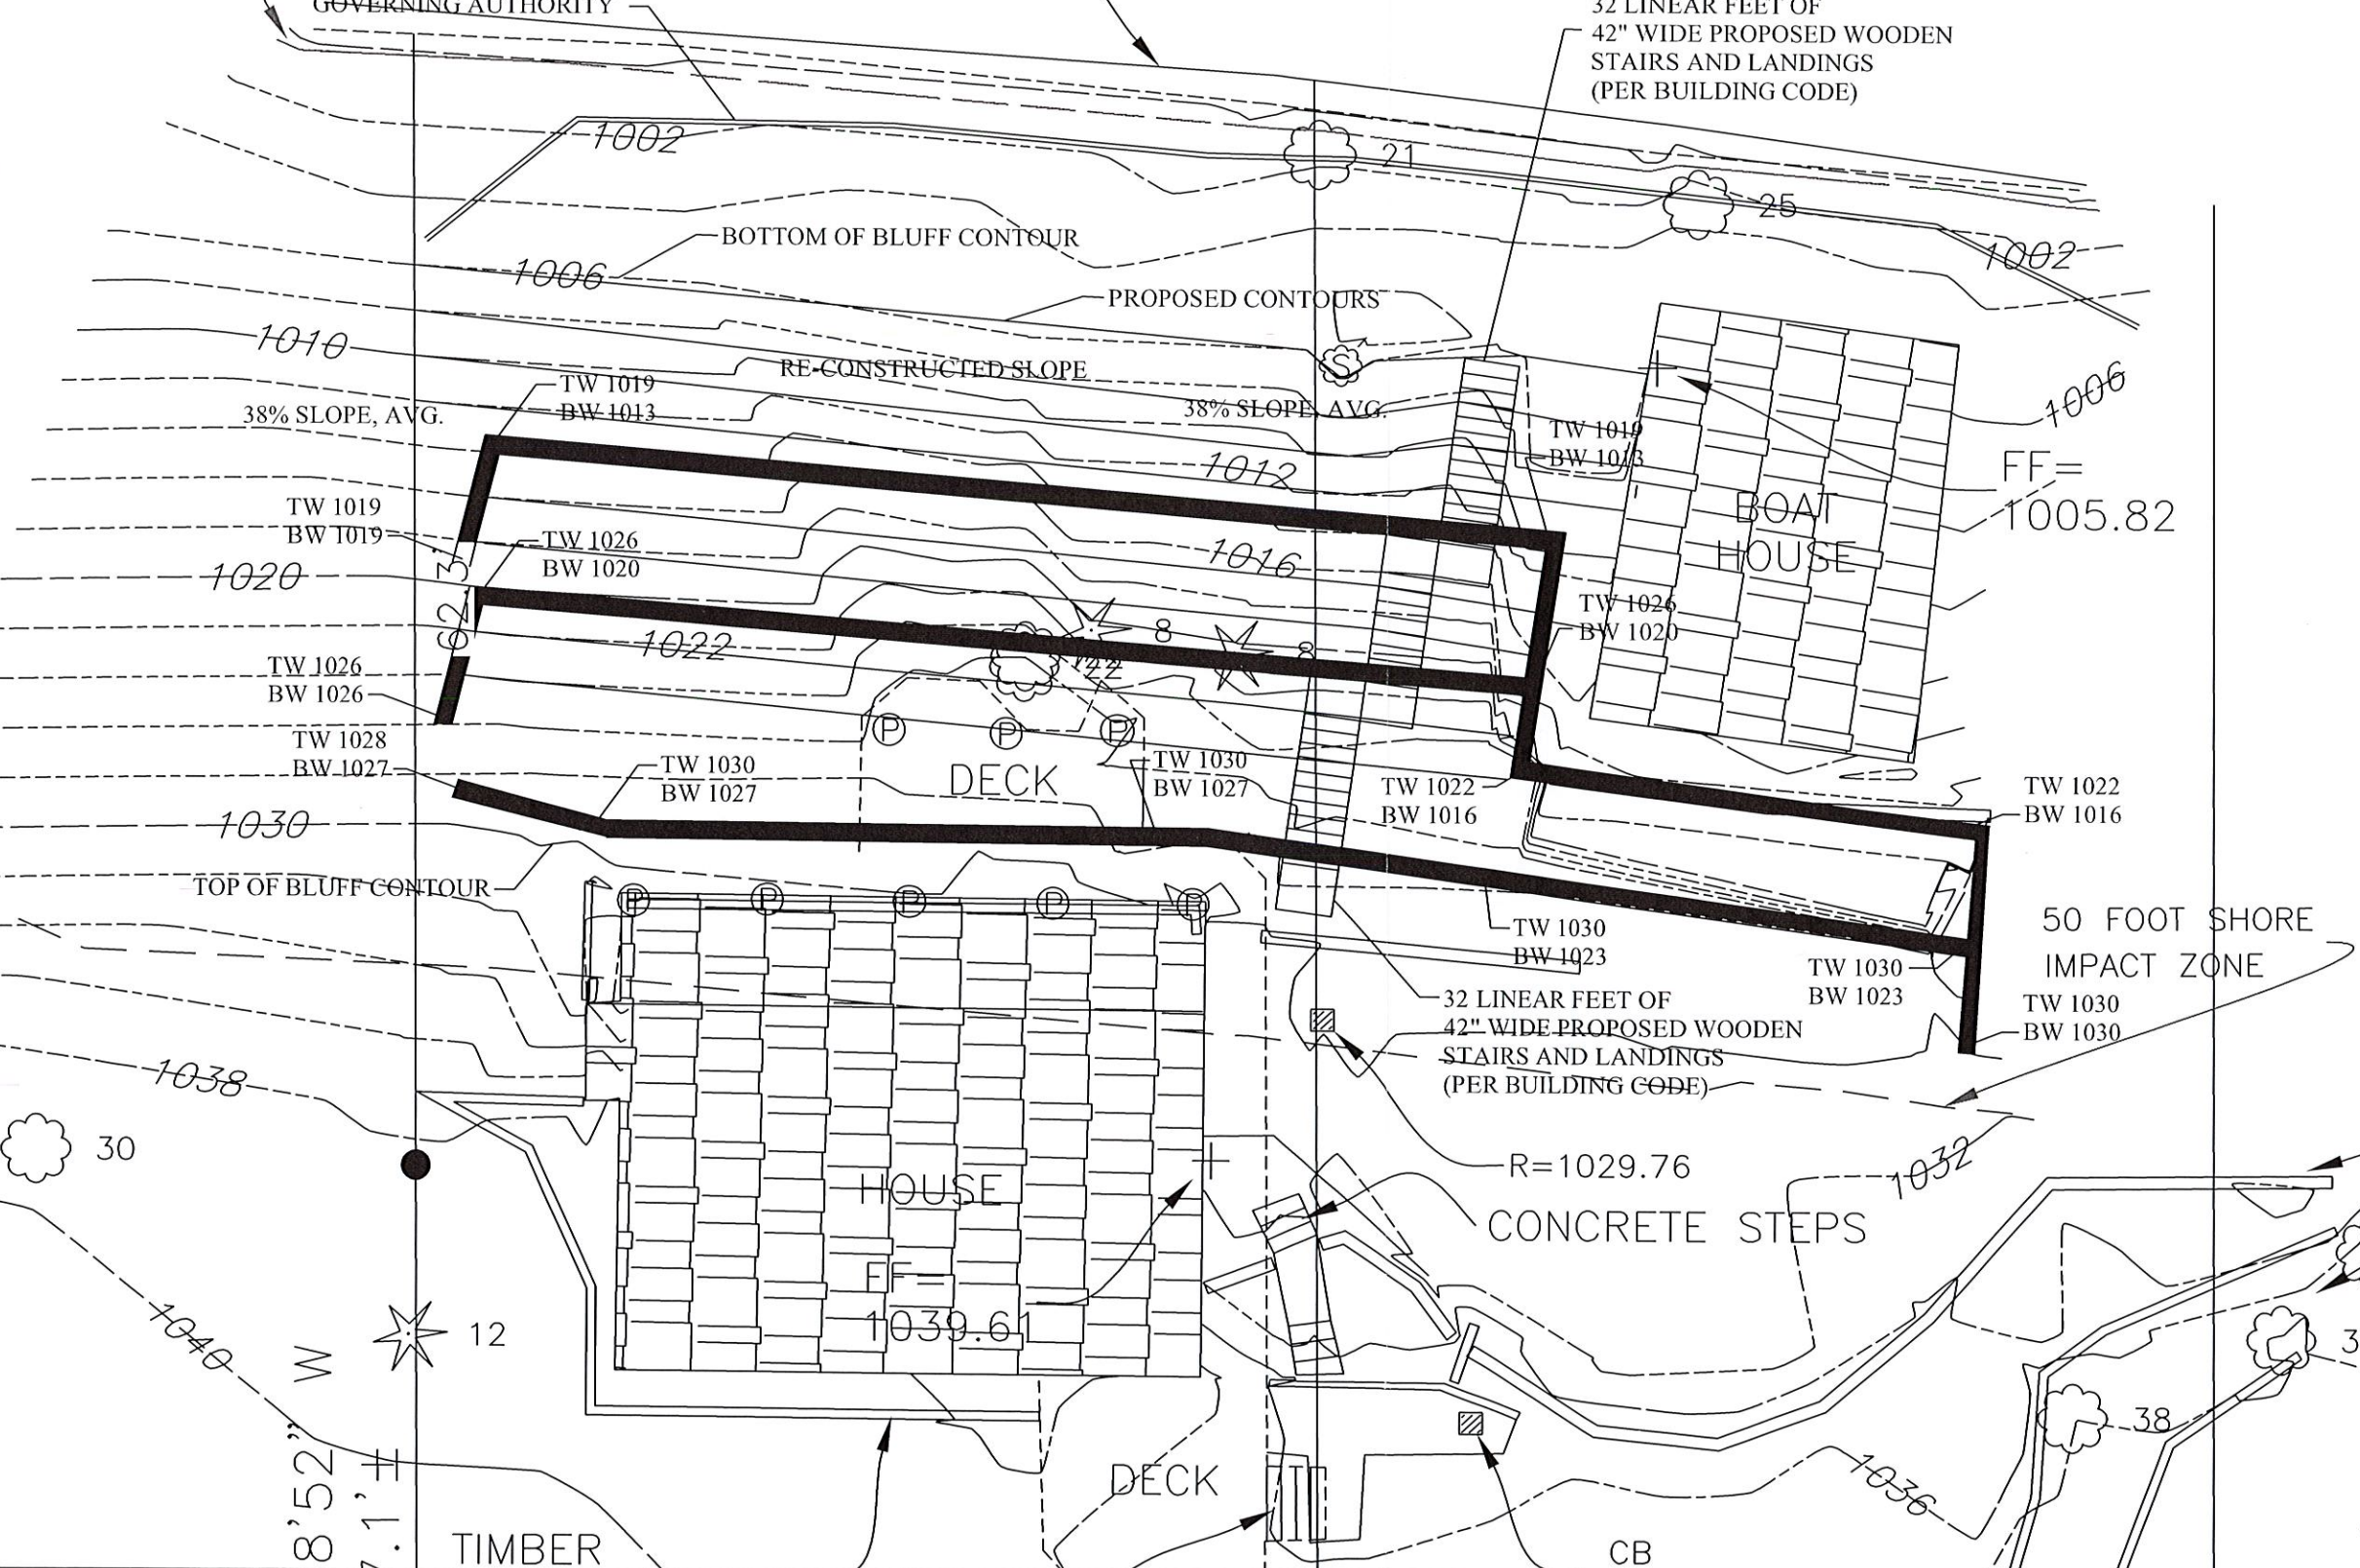 GOVERNING AUTHORITY
32 LINEAR FEET OF
42" WIDE PROPOSED WOODEN
STAIRS AND LANDINGS
(PER BUILDING CODE)
1002
21
25
BOTTOM OF BLUFF CONTOUR
1002
1006
PROPOSED CONTOURS
S
1010
RE-CONSTRUCTED SLOPE
TW 1019
BW 1013
38% SLOPE, AVG.
38% SLOPE, AVG.
1006
TW 1019
BW 1013
1012
FF=
1005.82
BOAT
HOUSE
TW 1019
BW 1019
TW 1026
BW 1020
1016
1020
62.3'
TW 1026
BW 1020
1022
8
8
22
TW 1026
BW 1026
P
P
P
TW 1028
BW 1027
TW 1030
BW 1027
DECK
TW 1030
BW 1027
TW 1022
BW 1016
TW 1022
BW 1016
1030
TOP OF BLUFF CONTOUR
P
P
P
P
P
TW 1030
BW 1023
50 FOOT SHORE
IMPACT ZONE
TW 1030
BW 1023
TW 1030
BW 1030
32 LINEAR FEET OF
42" WIDE PROPOSED WOODEN
STAIRS AND LANDINGS
(PER BUILDING CODE)
1038
30
R=1029.76
1032
HOUSE
CONCRETE STEPS
FF=
1039.61
1040
12
38
8'52" W
7.1'±
DECK
1036
TIMBER
CB